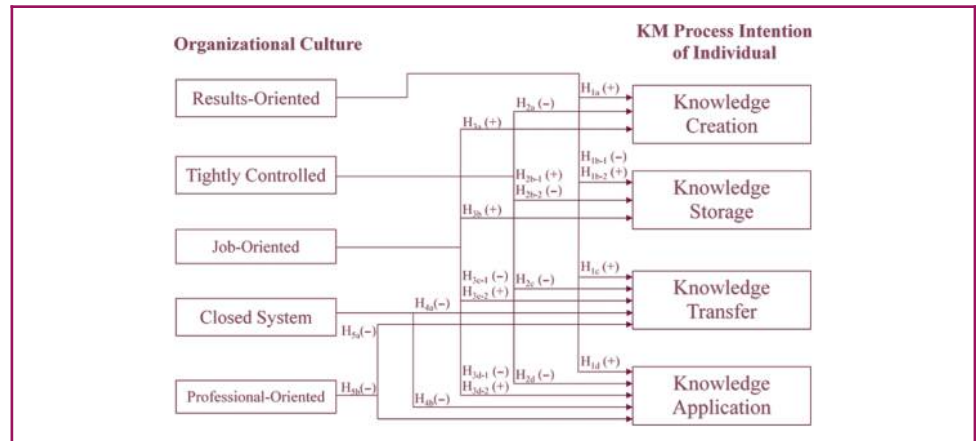 Organizational Culture
KM Process Intention
of Individual
Results-Oriented
Tightly Controlled
Job-Oriented
Closed System
Professional-Oriented
H1a (+)
H2a (−)
H3a (+)
Knowledge
Creation
H1b-1 (−)
H1b-2 (+)
H2b-1 (+)
H2b-2 (−)
H3b (+)
Knowledge
Storage
H1c (+)
H3c-1 (−)
H2c (−)
H3c-2 (+)
H4a(−)
H5a(−)
Knowledge
Transfer
H1d (+)
H3d-1 (−)
H2d (−)
H3d-2 (+)
H5b(−)
H4b(−)
Knowledge
Application